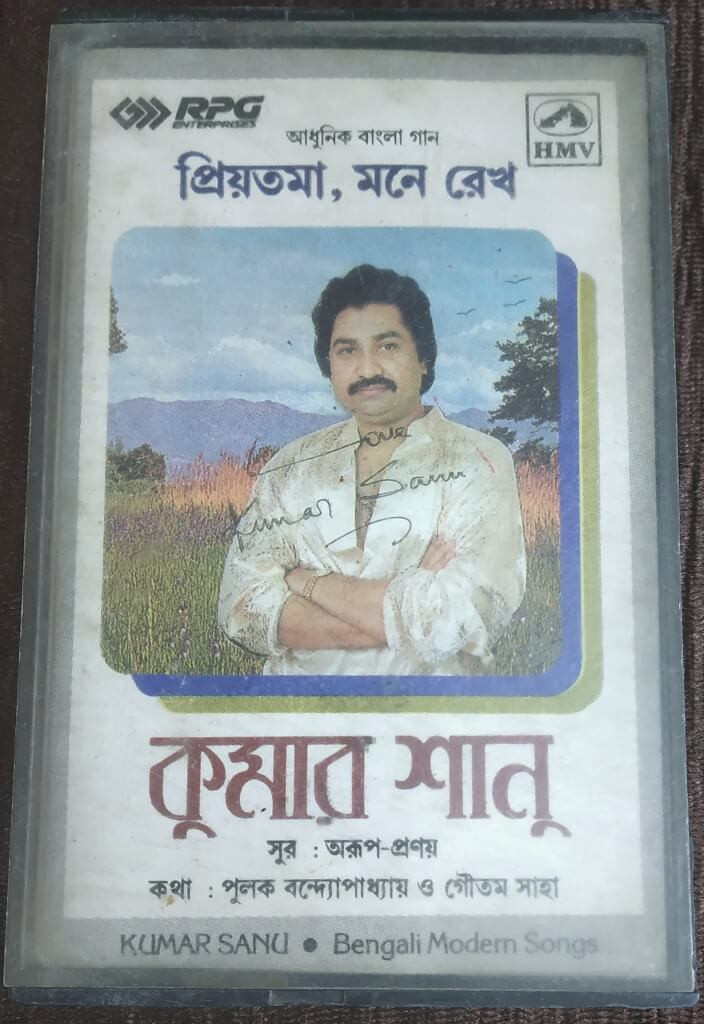 RPG
ENTERPRISES
HMV
আধুনিক বাংলা গান
প্রিয়তমা, মনে রেখ
Love
Kumar Sanu
কুমার শানু
সুর : অরূপ-প্রণয়
কথা : পুলক বন্দ্যোপাধ্যায় ও গৌতম সাহা
KUMAR SANU ● Bengali Modern Songs